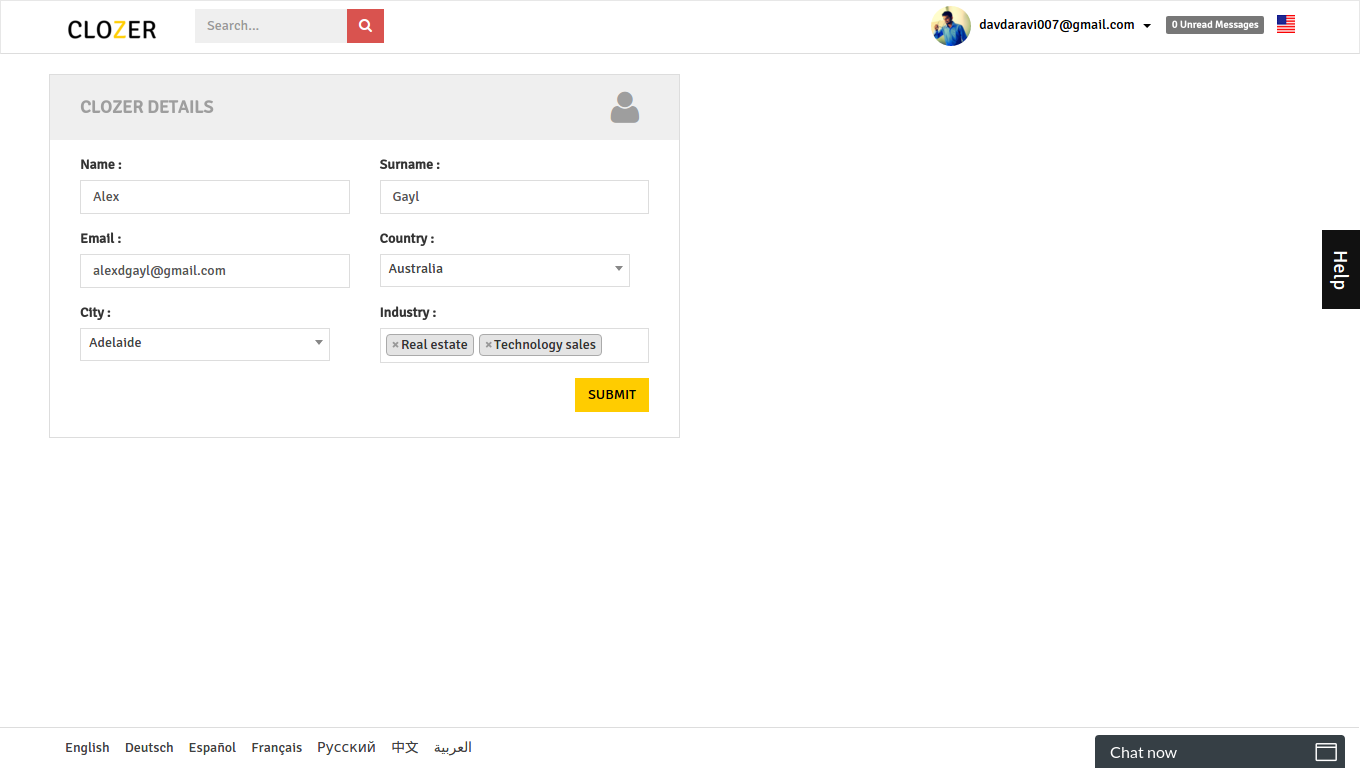 CLOZER
Search...
davdaravi007@gmail.com
0 Unread Messages
CLOZER DETAILS
Name :
Surname :
Alex
Gayl
Email :
Country :
alexdgayl@gmail.com
Australia
City :
Industry :
Adelaide
×Real estate ×Technology sales
SUBMIT
Help
English Deutsch Español Français Русский 中文 العربية
Chat now